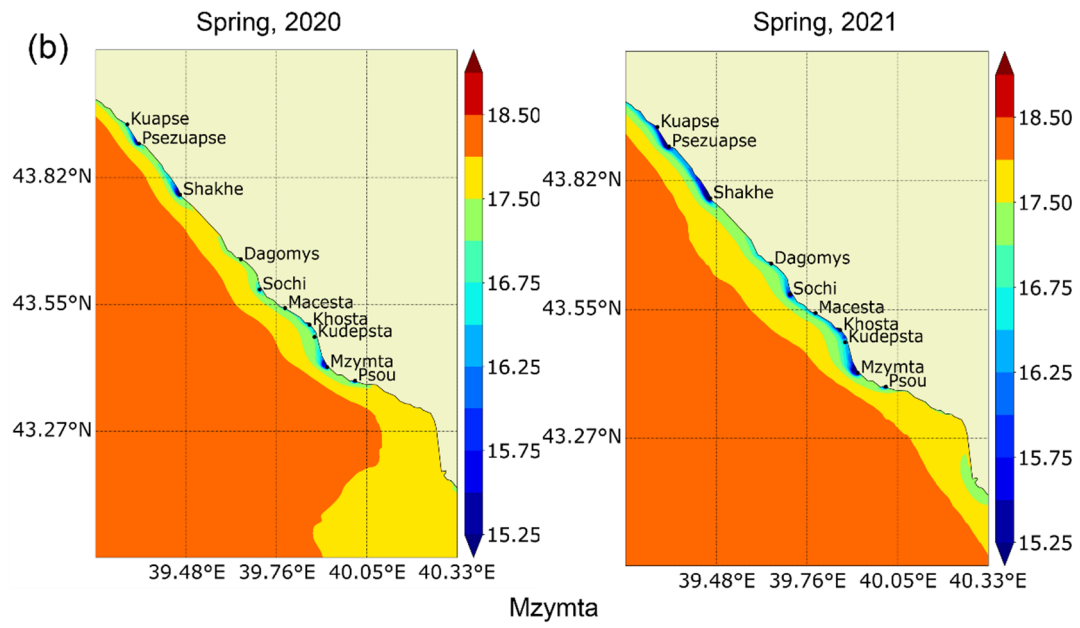 Spring, 2020
Spring, 2021
(b)
Kuapse
Psezuapse
Shakhe
Dagomys
Sochi
Macesta
Khosta
Kudepsta
Mzymta
Psou
43.82°N
43.55°N
43.27°N
39.48°E 39.76°E 40.05°E 40.33°E
18.50
17.50
16.75
16.25
15.75
15.25
Kuapse
Psezuapse
Shakhe
Dagomys
Sochi
Macesta
Khosta
Kudepsta
Mzymta
Psou
43.82°N
43.55°N
43.27°N
39.48°E 39.76°E 40.05°E 40.33°E
18.50
17.50
16.75
16.25
15.75
15.25
Mzymta